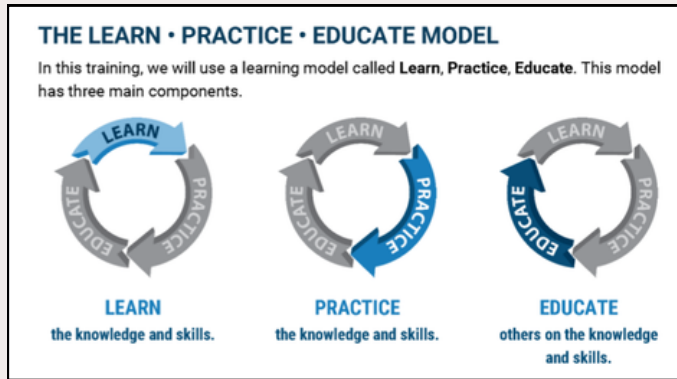 THE LEARN • PRACTICE • EDUCATE MODEL
In this training, we will use a learning model called Learn, Practice, Educate. This model
has three main components.
LEARN
PRACTICE
EDUCATE
LEARN
PRACTICE
EDUCATE
LEARN
PRACTICE
EDUCATE
LEARN
the knowledge and skills.
PRACTICE
the knowledge and skills.
EDUCATE
others on the knowledge
and skills.